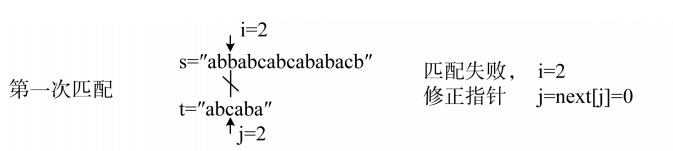 i=2
s="abbabcabcababacb"
第一次匹配
t="abcaba"
j=2
匹配失败， i=2
修正指针 j=next[j]=0